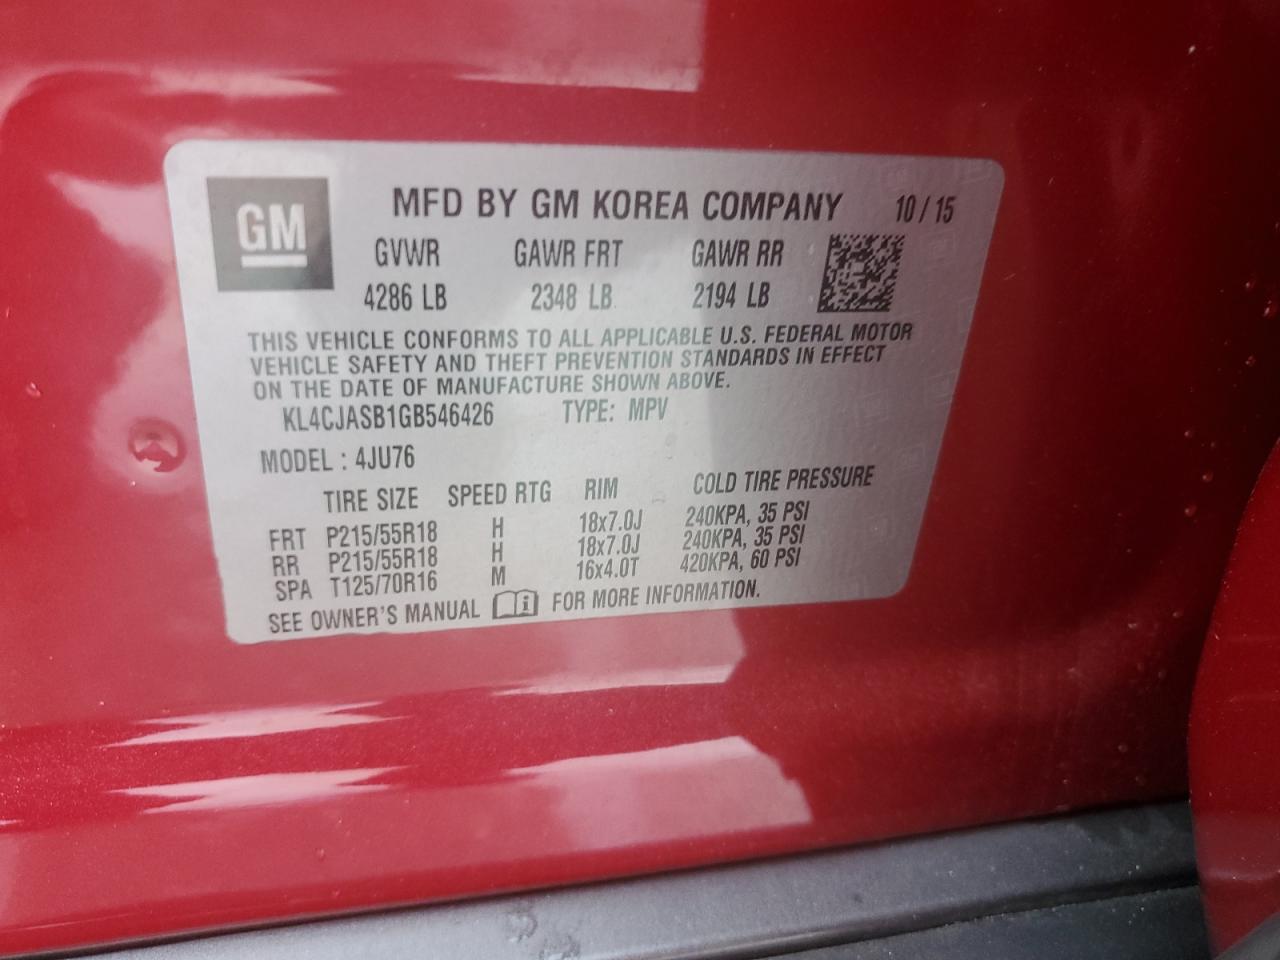 GM
MFD BY GM KOREA COMPANY 10/15
GVWR GAWR FRT GAWR RR
4286 LB 2348 LB 2194 LB
THIS VEHICLE CONFORMS TO ALL APPLICABLE U.S. FEDERAL MOTOR
VEHICLE SAFETY AND THEFT PREVENTION STANDARDS IN EFFECT
ON THE DATE OF MANUFACTURE SHOWN ABOVE.
KL4CJASB1GB546426 TYPE: MPV
MODEL : 4JU76
TIRE SIZE SPEED RTG RIM COLD TIRE PRESSURE
FRT P215/55R18 H 18x7.0J 240KPA, 35 PSI
RR P215/55R18 H 18x7.0J 240KPA, 35 PSI
SPA T125/70R16 M 16x4.0T 420KPA, 60 PSI
SEE OWNER'S MANUAL i FOR MORE INFORMATION.